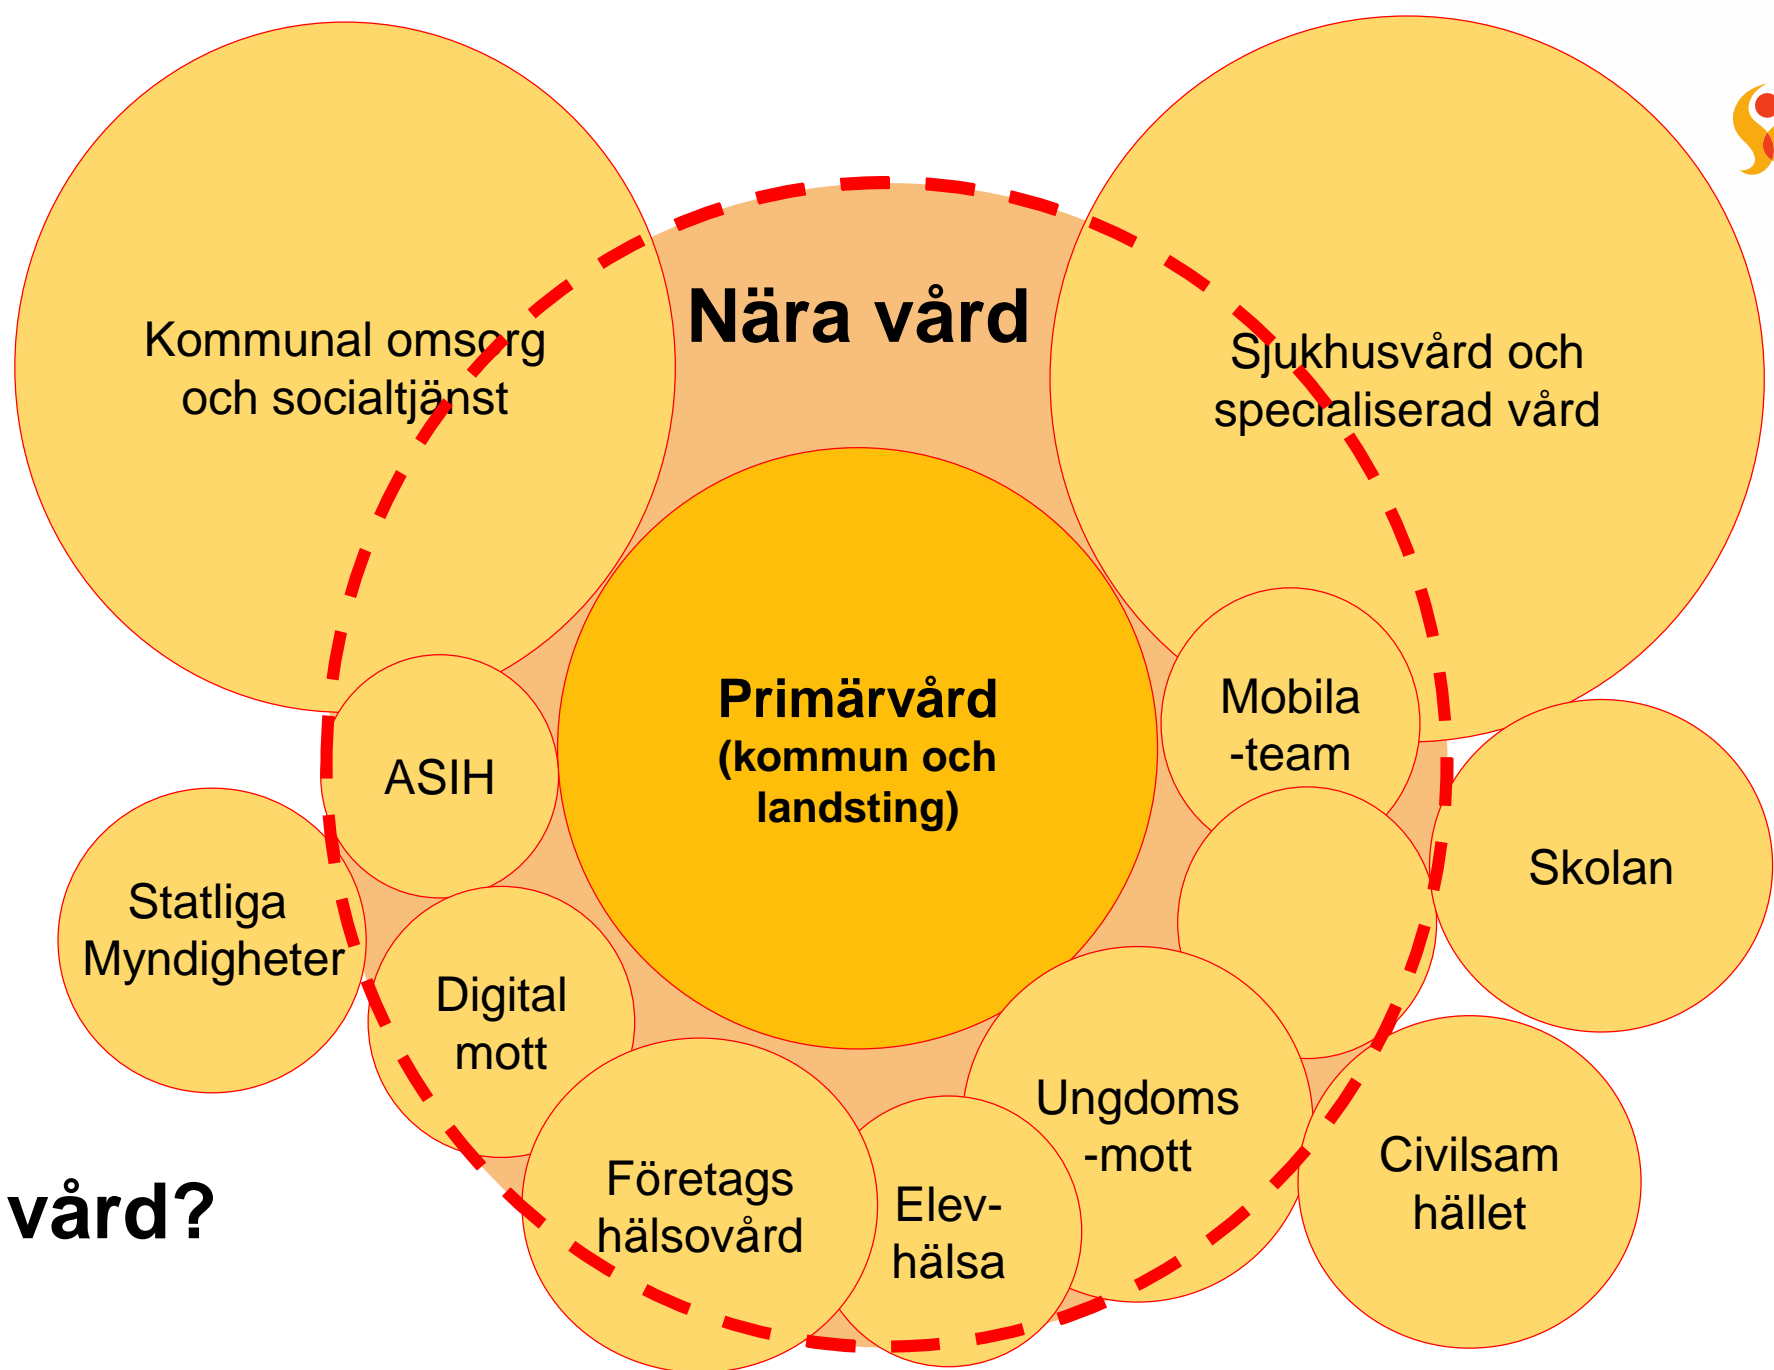 Nära vård
Kommunal omsorg
och socialtjänst
Sjukhusvård och
specialiserad vård
Primärvård
(kommun och
landsting)
Mobila
-team
ASIH
Skolan
Statliga
Myndigheter
Digital
mott
Ungdoms
-mott
Civilsam
hället
Företags
hälsovård
Elev-
hälsa
vård?